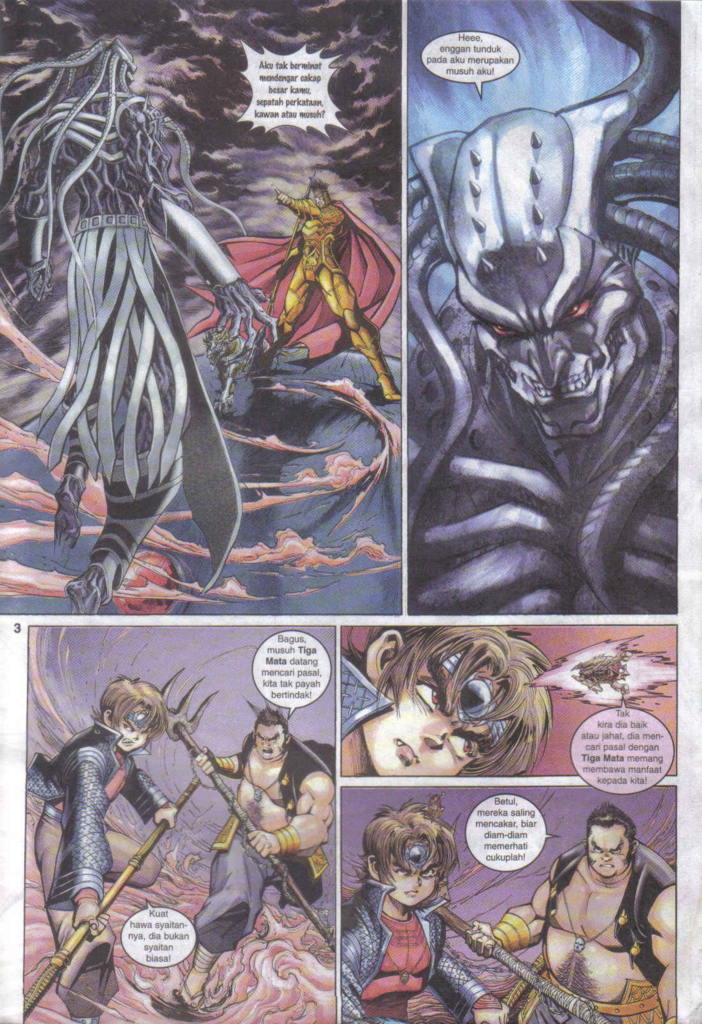 Aku tak berminat
mendengar cakap
besar kamu,
sepatah perkataan,
kawan atau musuh?
Heee,
enggan tunduk
pada aku merupakan
musuh aku!
3
Bagus,
musuh Tiga
Mata datang
mencari pasal,
kita tak payah
bertindak!
Kuat
hawa syaitan-
nya, dia bukan
syaitan
biasa!
Tak
kira dia baik
atau jahat, dia men-
cari pasal dengan
Tiga Mata memang
membawa manfaat
kepada kita!
Betul,
mereka saling
mencakar, biar
diam-diam
memerhati
cukuplah!